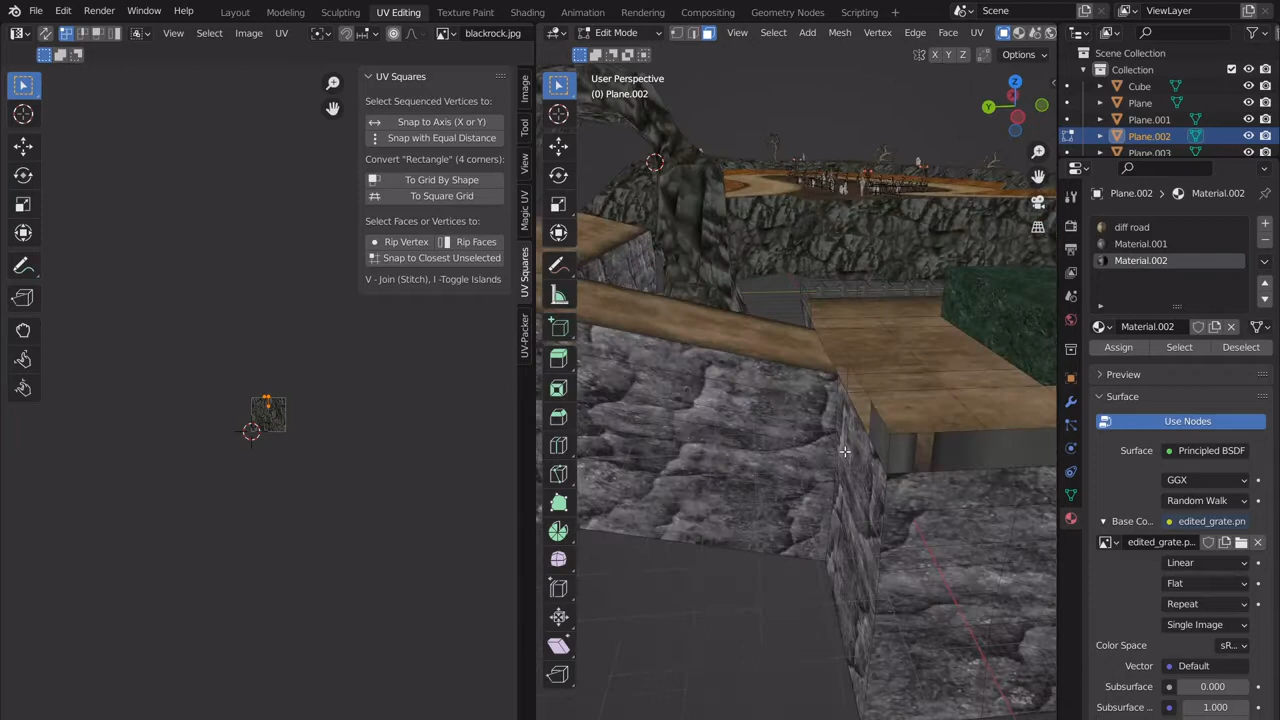 File Edit Render Window Help Layout Modeling Sculpting UV Editing Texture Paint Shading Animation Rendering Compositing Geometry Nodes Scripting + Scene ViewLayer
View Select Image UV blackrock.jpg Edit Mode View Select Add Mesh Vertex Edge Face UV
X Y Z Options
UV Squares
Select Sequenced Vertices to:
Snap to Axis (X or Y)
Snap with Equal Distance
Convert "Rectangle" (4 corners):
To Grid By Shape
To Square Grid
Select Faces or Vertices to:
Rip Vertex Rip Faces
Snap to Closest Unselected
V - Join (Stitch), I -Toggle Islands
Image
Tool
View
Magic UV
UV Squares
UV-Packer
User Perspective
(0) Plane.002
Z
Y
Scene Collection
Collection
Cube
Plane
Plane.001
Plane.002
Plane.003
Plane.002 Material.002
diff road
Material.001
Material.002
Material.002
Assign Select Deselect
Preview
Surface
Use Nodes
Surface Principled BSDF
GGX
Random Walk
Base Co... edited_grate.pn
edited_grate.p...
Linear
Flat
Repeat
Single Image
Color Space sR...
Vector Default
Subsurface 0.000
Subsurface ... 1.000